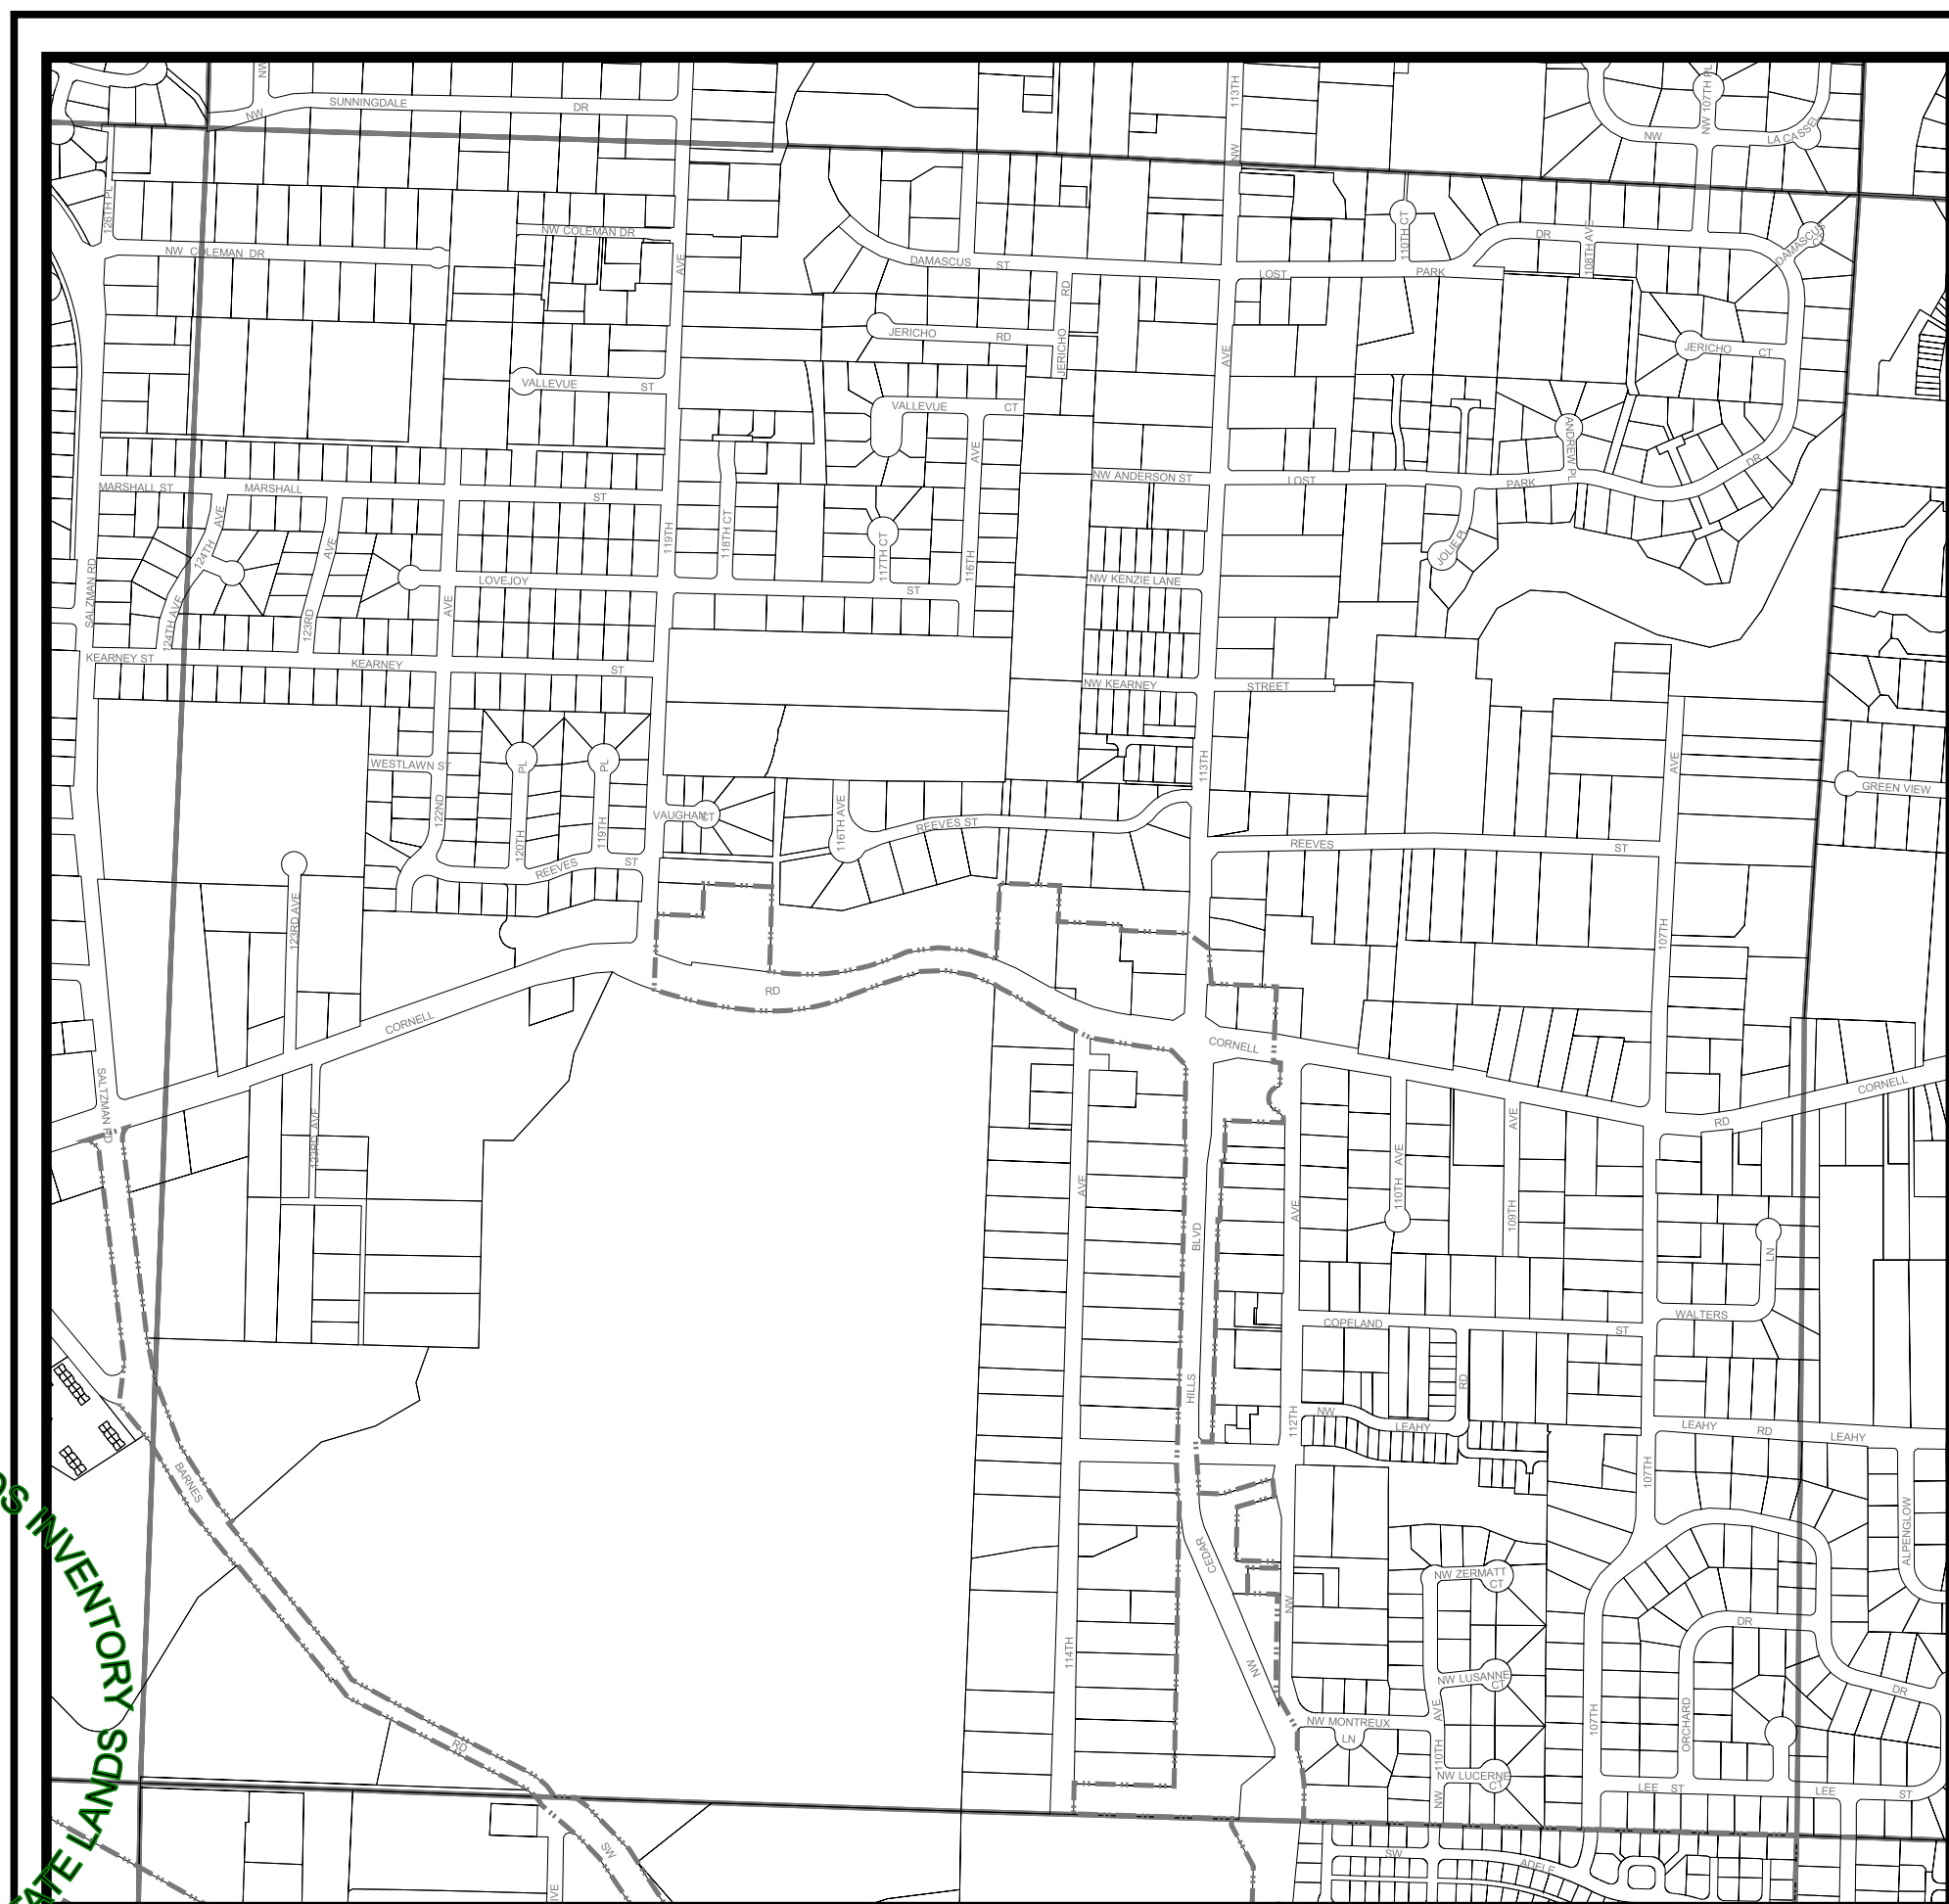 NW
SUNNINGDALE
DR
NW
113TH
NW
NW 107TH PL
NW
LA CASSEL
126TH PL
NW COLEMAN DR
NW COLEMAN DR
AVE
DAMASCUS
ST
LOST
PARK
DR
110TH CT
108TH AVE
DAMASCUS
CT
JERICHO
RD
RD
JERICHO
AVE
JERICHO
CT
VALLEVUE
ST
VALLEVUE
CT
AVE
ANDREW PL
MARSHALL ST
MARSHALL
ST
NW ANDERSON ST
LOST
PARK
DR
AVE
124TH
AVE
119TH
118TH CT
117TH CT
116TH
JOLIE PL
SALZMAN RD
124TH AVE
123RD
AVE
LOVEJOY
ST
NW KENZIE LANE
KEARNEY ST
KEARNEY
ST
NW KEARNEY
STREET
WESTLAWN ST
122ND
PL
120TH
PL
119TH
VAUGHAN
CT
116TH AVE
REEVES ST
113TH
AVE
GREEN VIEW
REEVES
ST
REEVES
ST
123RD AVE
107TH
CORNELL
RD
CORNELL
RD
CORNELL
SALTZMAN RD
123RD AVE
AVE
BLVD
AVE
110TH
AVE
109TH
AVE
LN
WALTERS
COPELAND
ST
HILLS
112TH
NW
LEAHY
RD
LEAHY
RD
LEAHY
107TH
BARNES
CEDAR
ALPENGLOW
NW ZERMATT
CT
NW
DR
114TH
NW
NW LUSANNE
CT
DR
AVE
107TH
ORCHARD
NW MONTREUX
LN
110TH
NW
NW LUCERNE
CT
RD
LEE ST
LEE
ST
SW
IVE
SW
ADELE
INVENTORY
LANDS